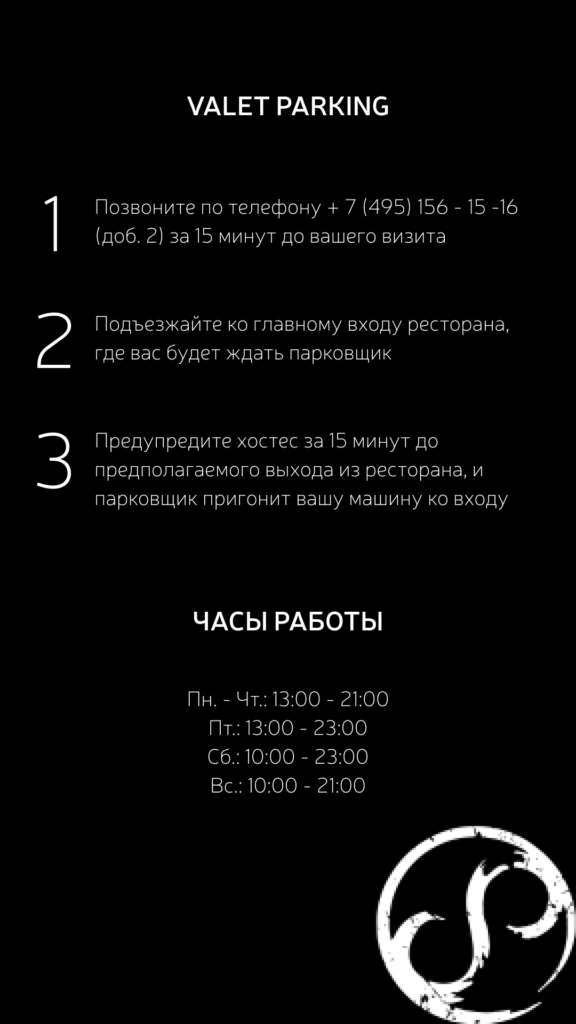 VALET PARKING
1
Позвоните по телефону + 7 (495) 156 - 15 -16
(доб. 2) за 15 минут до вашего визита
2
Подъезжайте ко главному входу ресторана,
где вас будет ждать парковщик
3
Предупредите хостес за 15 минут до
предполагаемого выхода из ресторана, и
парковщик пригонит вашу машину ко входу
ЧАСЫ РАБОТЫ
Пн. - Чт.: 13:00 - 21:00
Пт.: 13:00 - 23:00
Сб.: 10:00 - 23:00
Вс.: 10:00 - 21:00